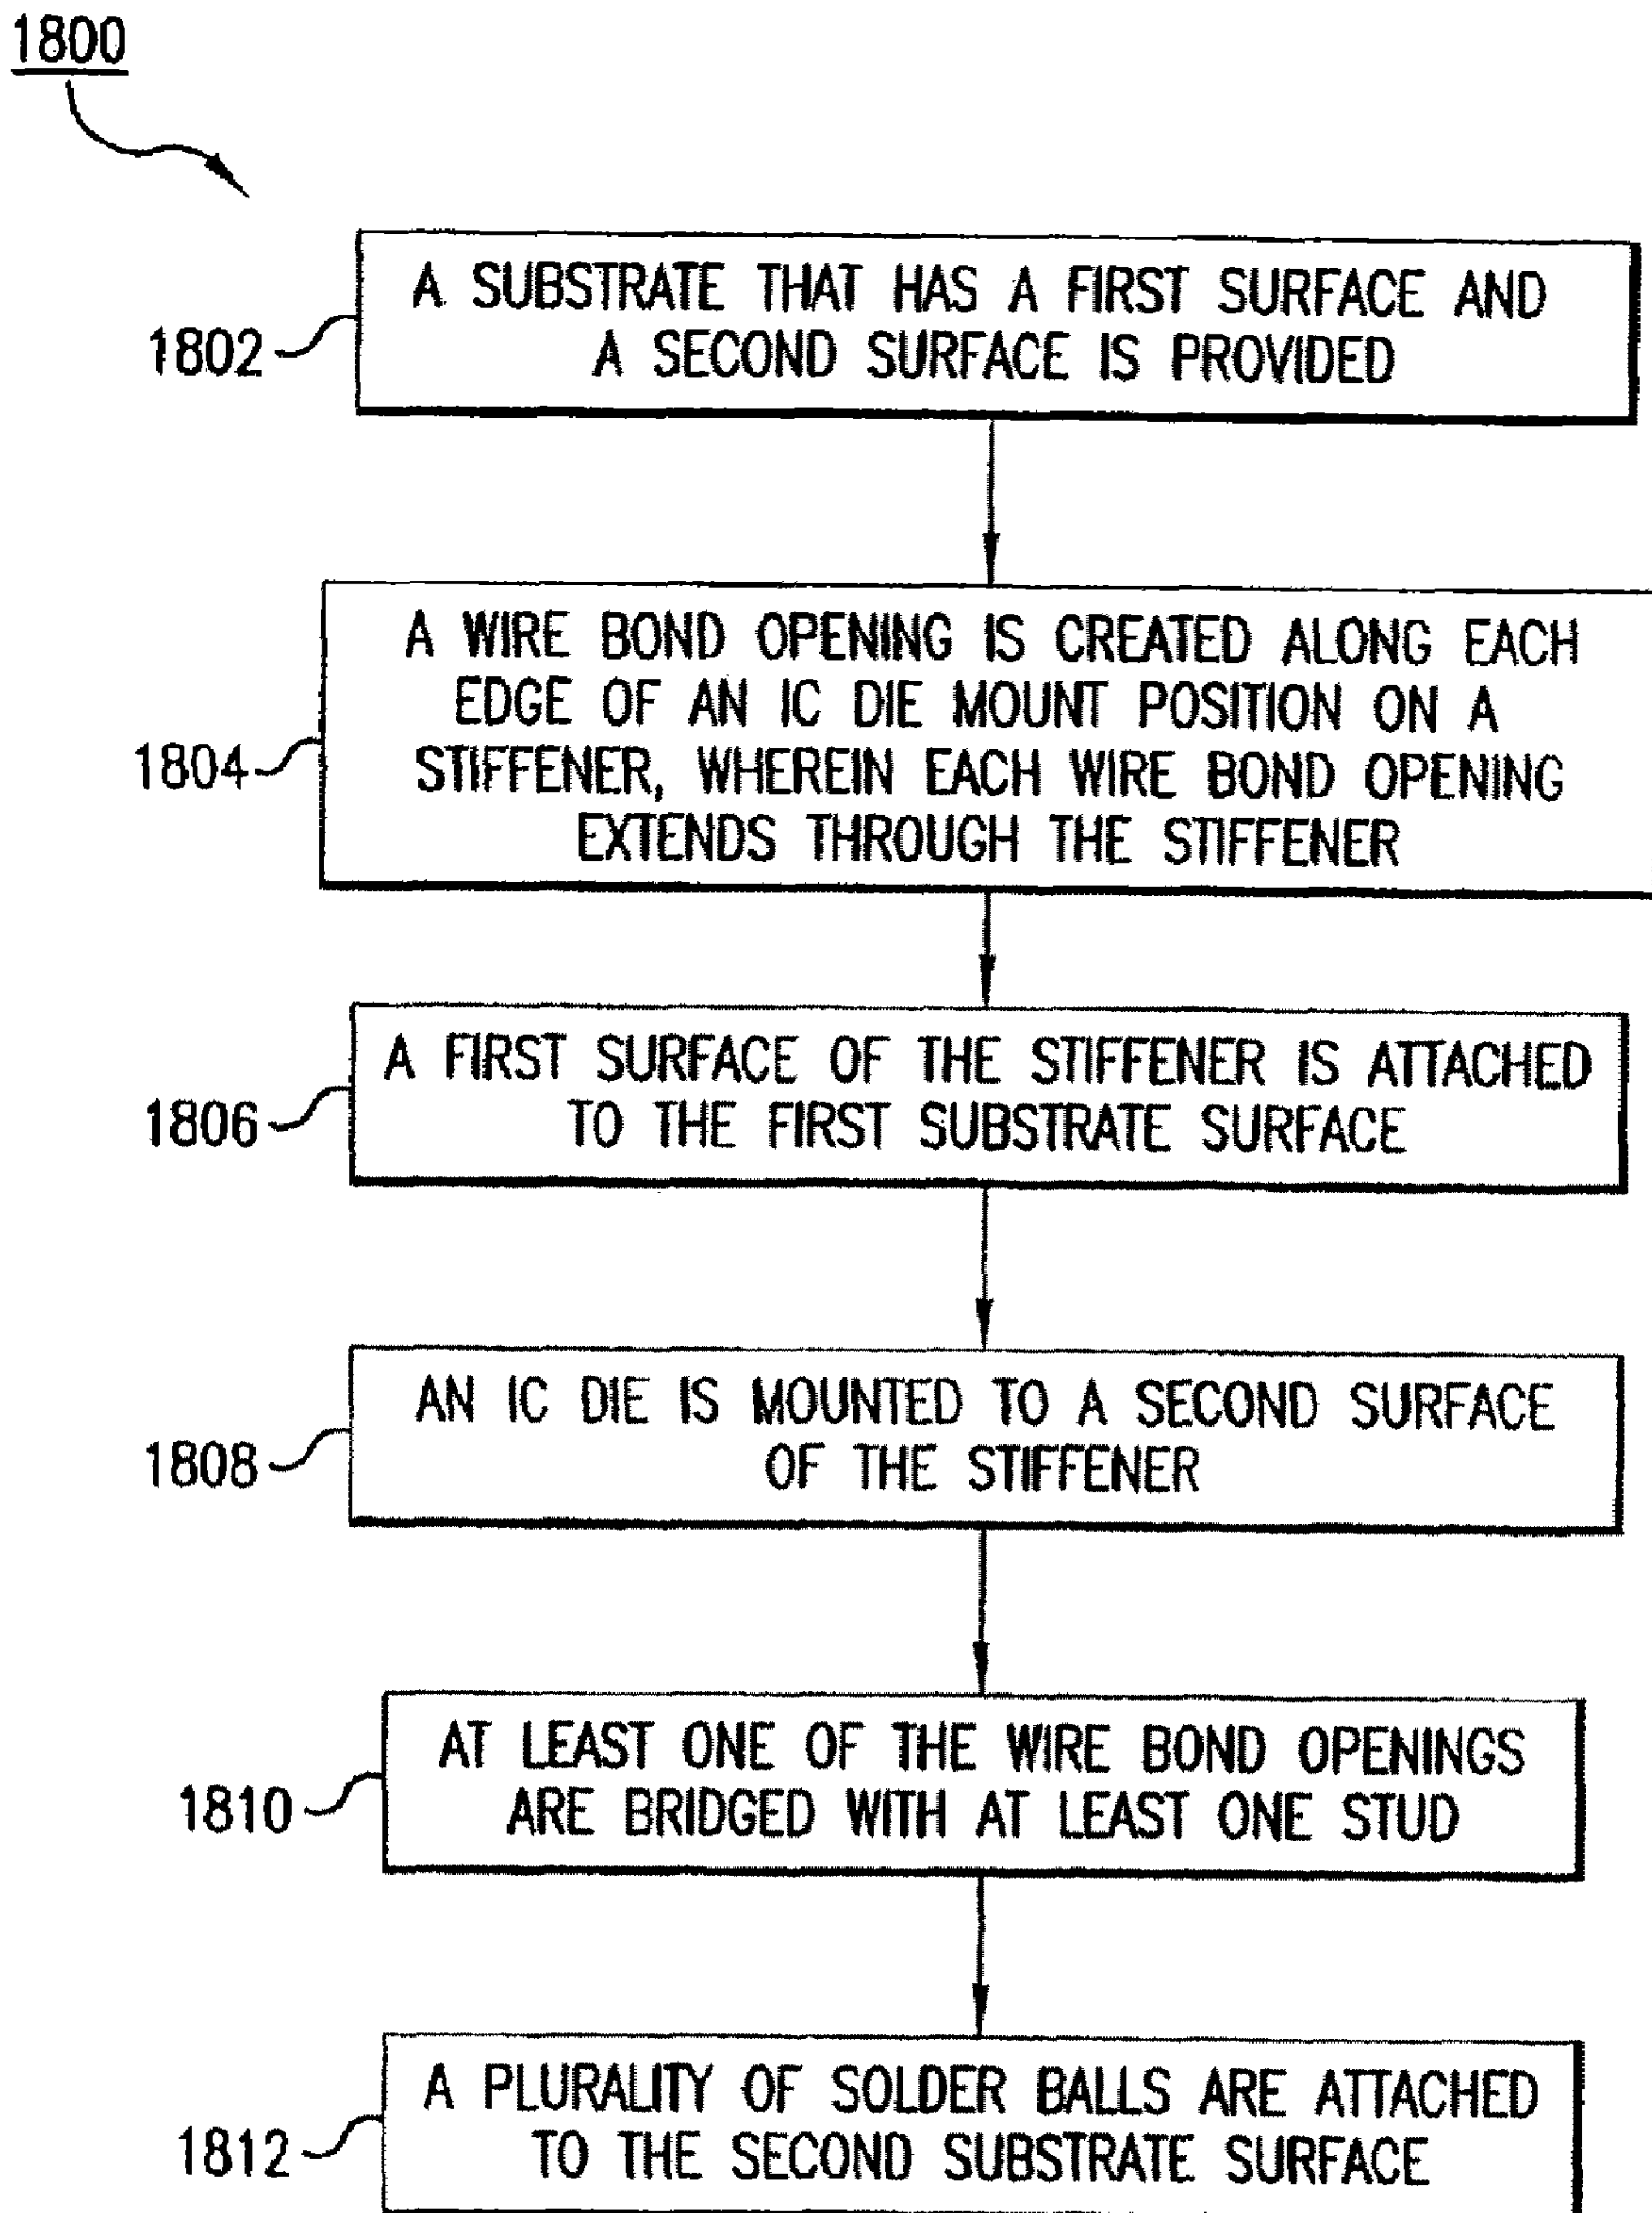 1800
A SUBSTRATE THAT HAS A FIRST SURFACE AND
A SECOND SURFACE IS PROVIDED
1802
A WIRE BOND OPENING IS CREATED ALONG EACH
EDGE OF AN IC DIE MOUNT POSITION ON A
STIFFENER, WHEREIN EACH WIRE BOND OPENING
EXTENDS THROUGH THE STIFFENER
1804
A FIRST SURFACE OF THE STIFFENER IS ATTACHED
TO THE FIRST SUBSTRATE SURFACE
1806
AN IC DIE IS MOUNTED TO A SECOND SURFACE
OF THE STIFFENER
1808
AT LEAST ONE OF THE WIRE BOND OPENINGS
ARE BRIDGED WITH AT LEAST ONE STUD
1810
A PLURALITY OF SOLDER BALLS ARE ATTACHED
TO THE SECOND SUBSTRATE SURFACE
1812